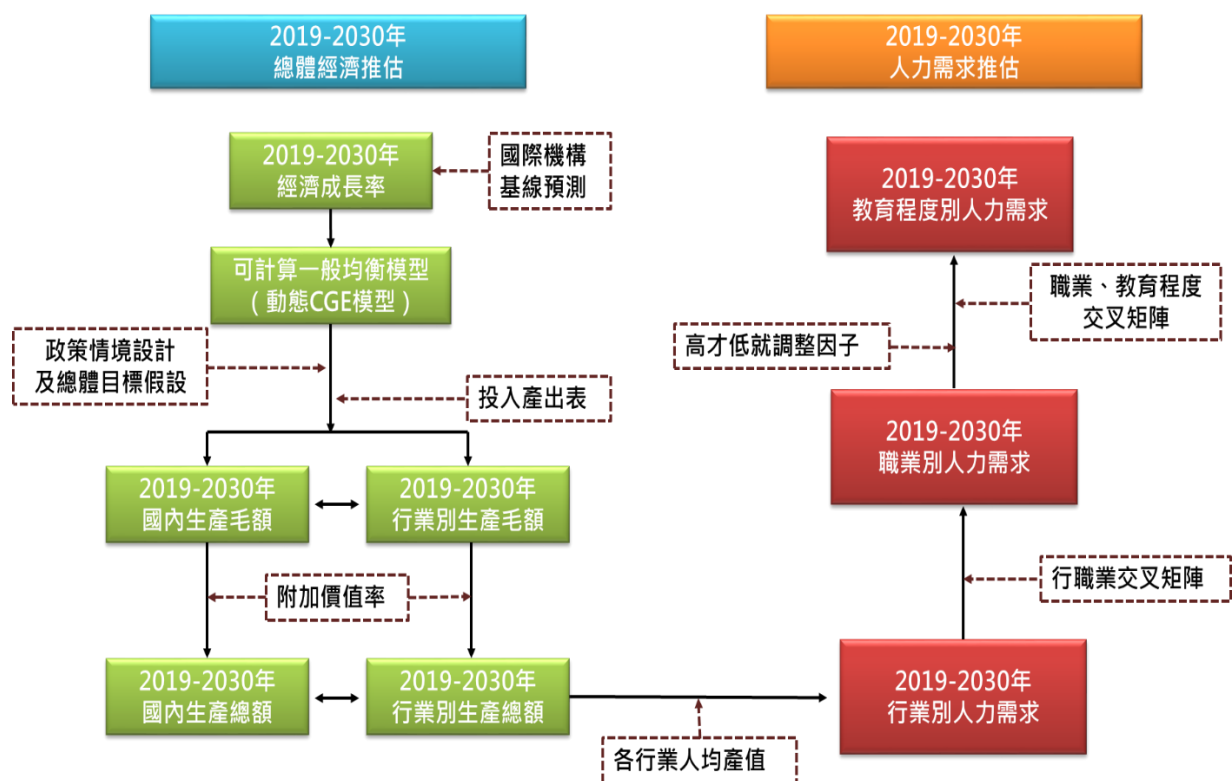 2019-2030年
總體經濟推估
2019-2030年
人力需求推估
2019-2030年
經濟成長率
國際機構
基線預測
可計算一般均衡模型
（動態CGE模型）
政策情境設計
及總體目標假設
投入產出表
2019-2030年
國內生產毛額
2019-2030年
行業別生產毛額
附加價值率
2019-2030年
國內生產總額
2019-2030年
行業別生產總額
各行業人均產值
2019-2030年
教育程度別人力需求
職業、教育程度
交叉矩陣
高才低就調整因子
2019-2030年
職業別人力需求
行職業交叉矩陣
2019-2030年
行業別人力需求